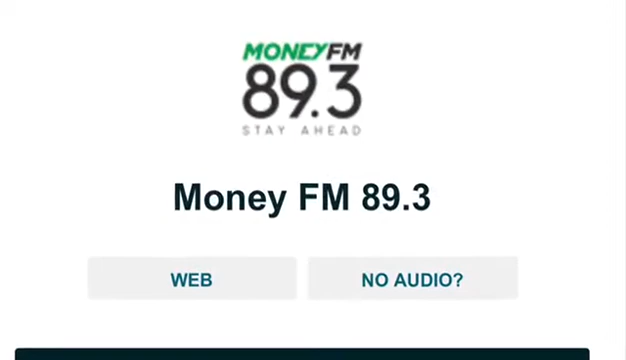 MONEYFM
89.3
STAY AHEAD
Money FM 89.3
WEB
NO AUDIO?